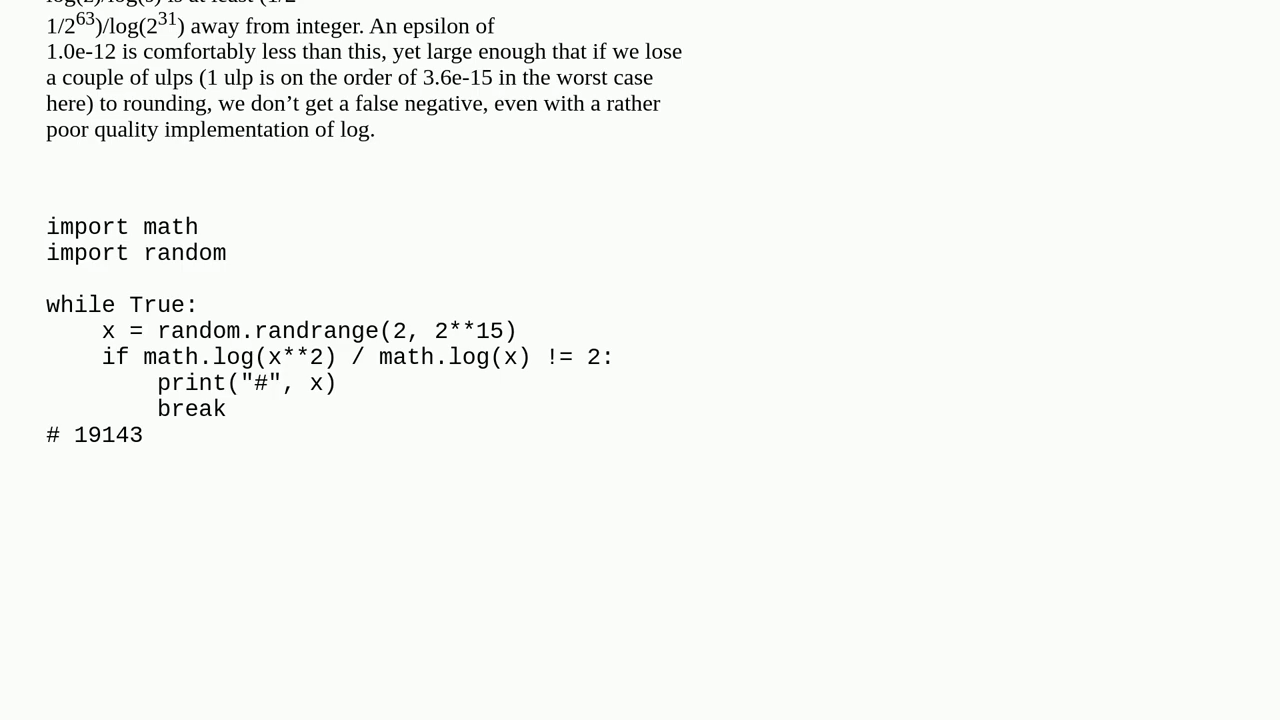 1/2^63)/log(2^31) away from integer. An epsilon of
1.0e-12 is comfortably less than this, yet large enough that if we lose
a couple of ulps (1 ulp is on the order of 3.6e-15 in the worst case
here) to rounding, we don’t get a false negative, even with a rather
poor quality implementation of log.
import math
import random
while True:
    x = random.randrange(2, 2**15)
    if math.log(x**2) / math.log(x) != 2:
        print("#", x)
        break
# 19143